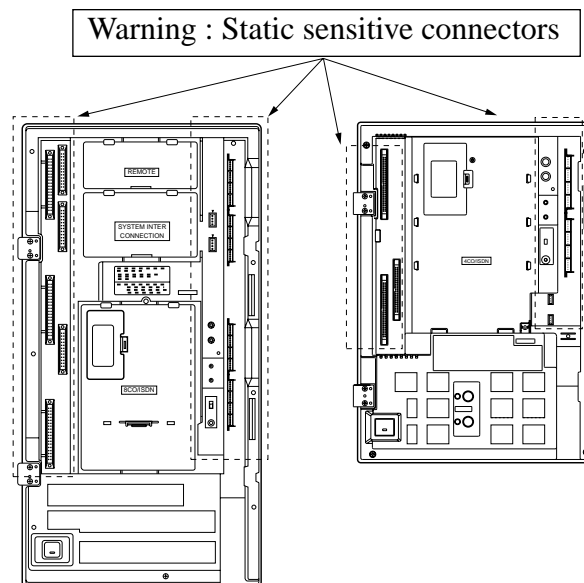 Warning : Static sensitive connectors
REMOTE
SYSTEM INTER
CONNECTION
8CO/ISDN
4CO/ISDN